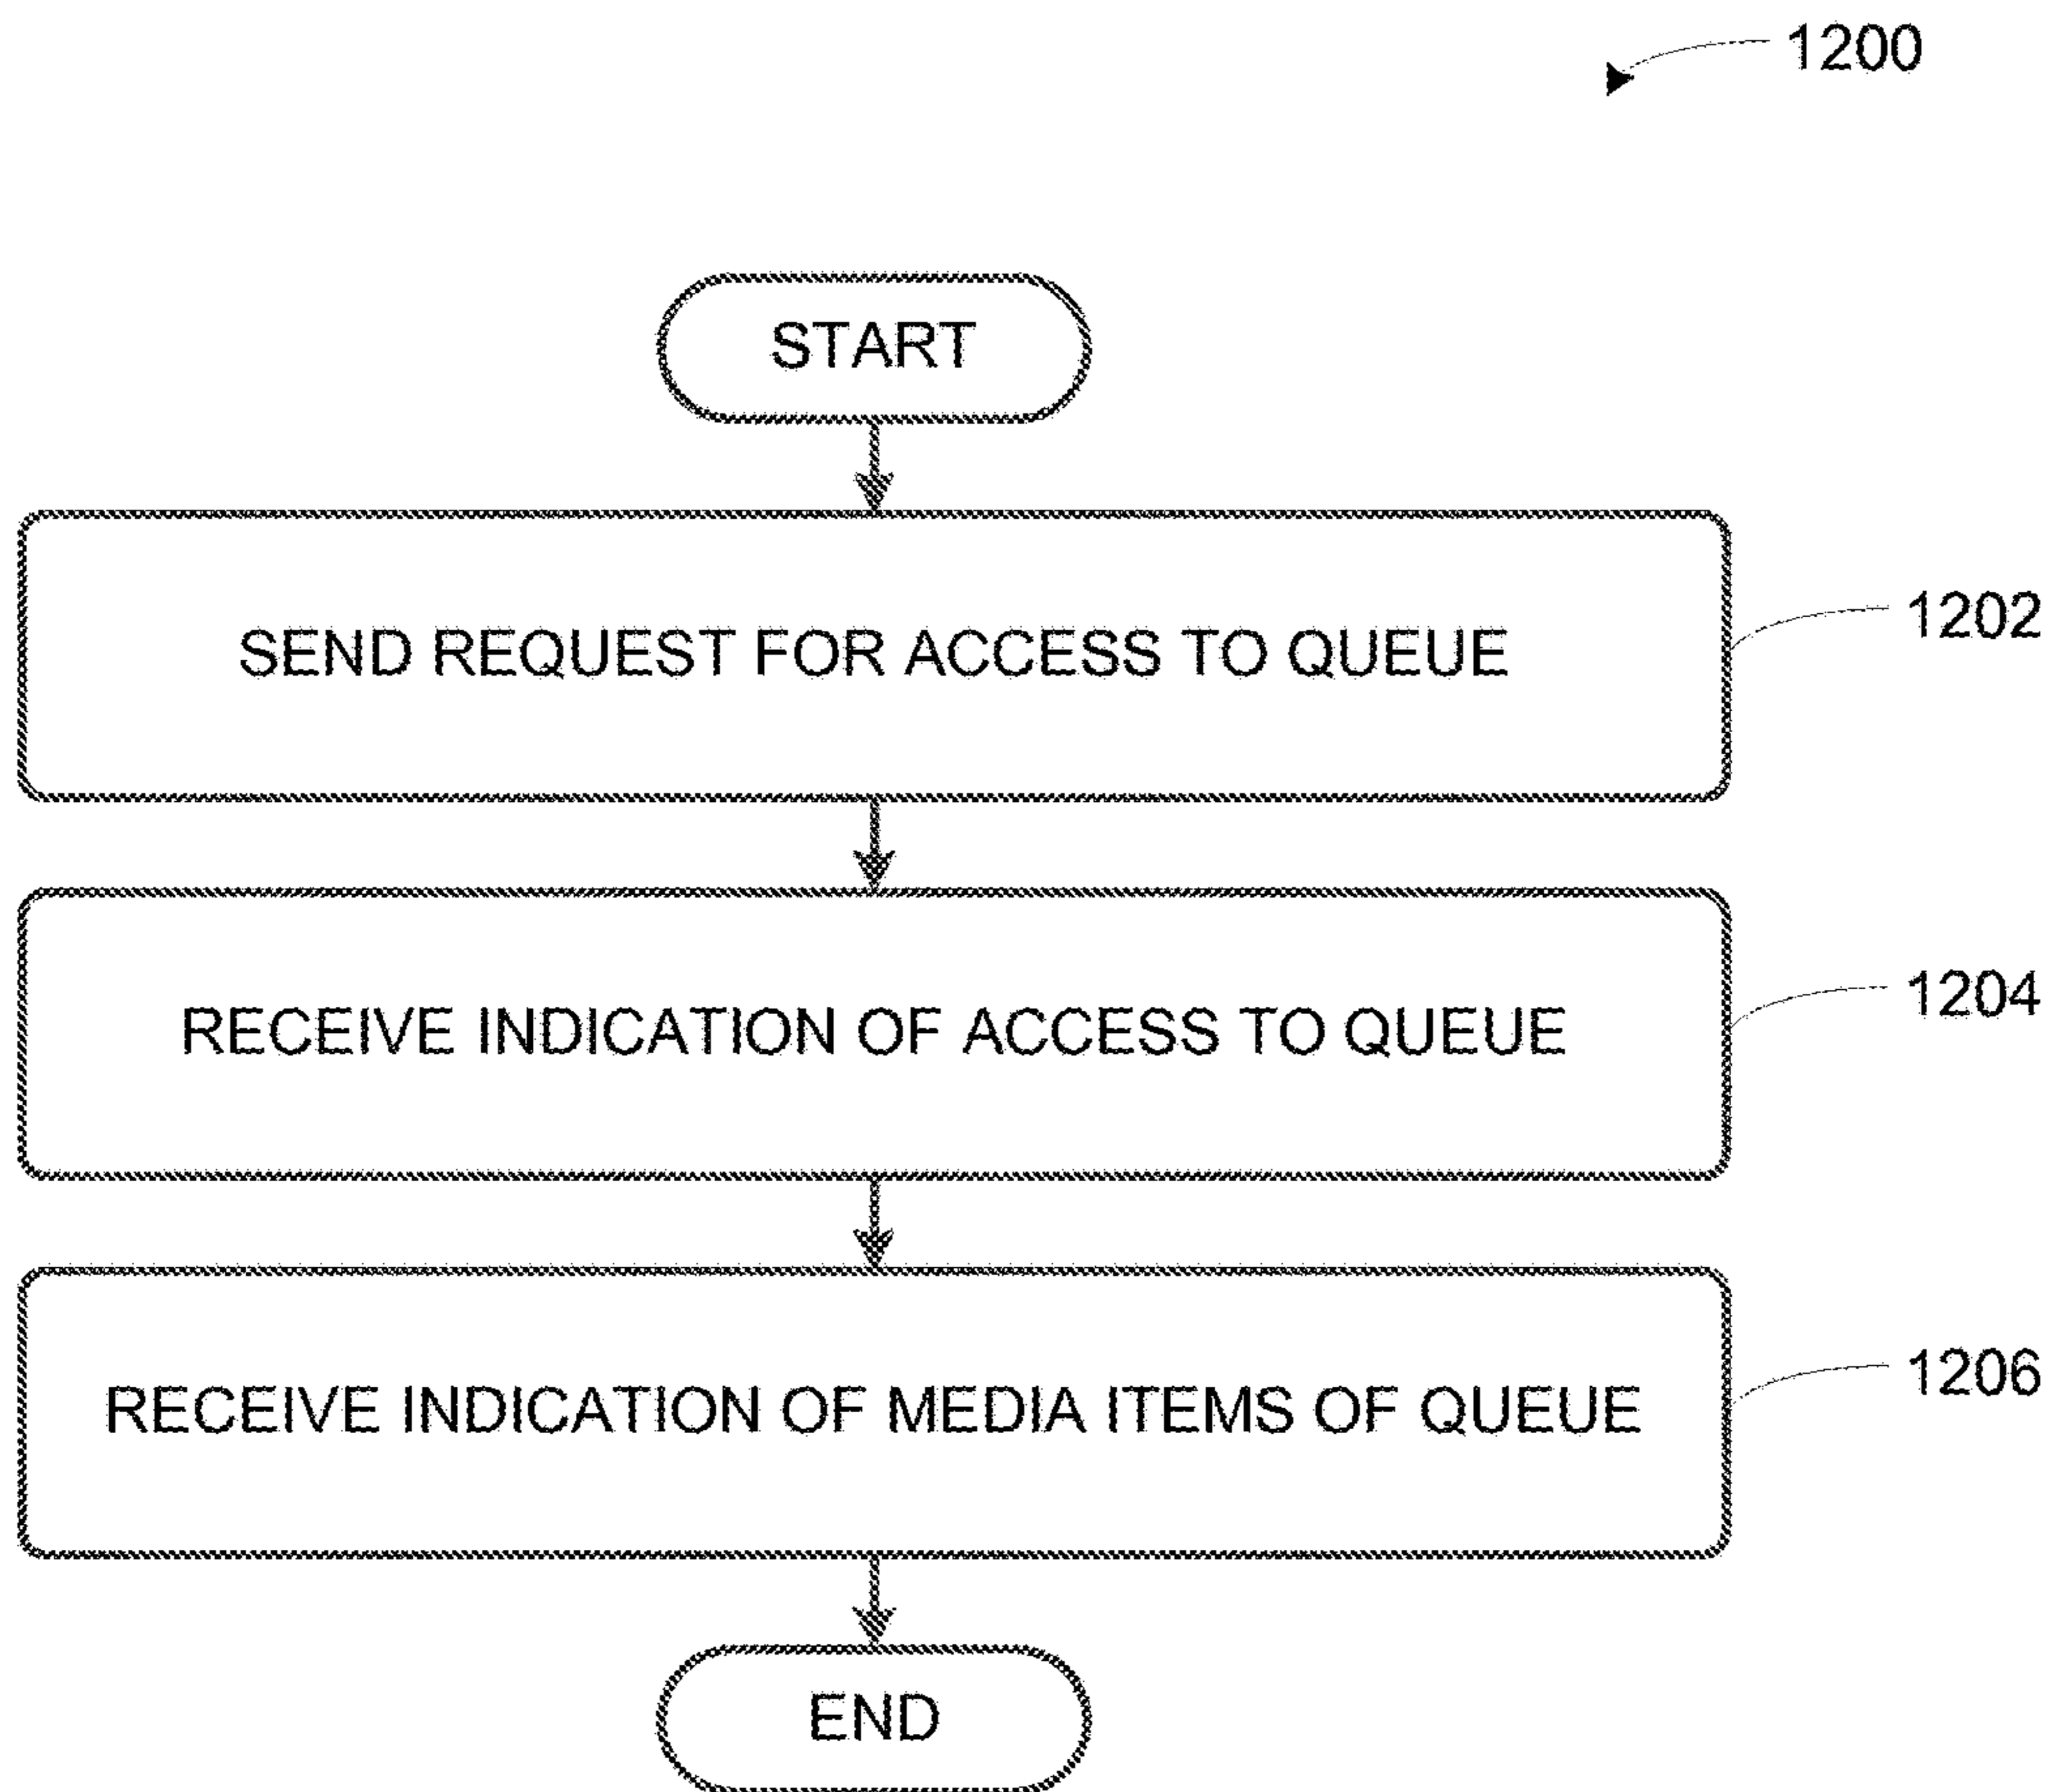 1200
START
SEND REQUEST FOR ACCESS TO QUEUE
1202
RECEIVE INDICATION OF ACCESS TO QUEUE
1204
RECEIVE INDICATION OF MEDIA ITEMS OF QUEUE
1206
END